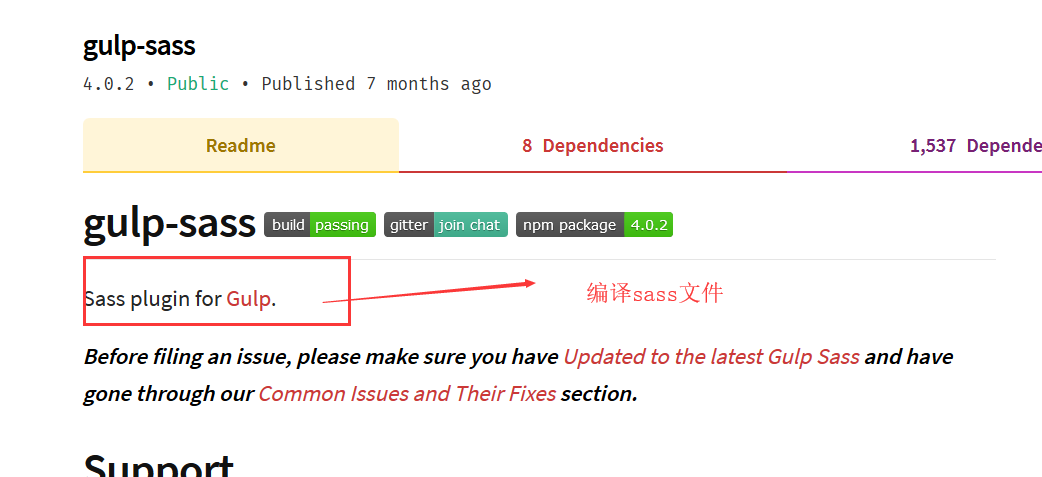 gulp-sass
4.0.2 • Public • Published 7 months ago
Readme 8 Dependencies 1,537 Depende
gulp-sass build passing gitter join chat npm package 4.0.2
Sass plugin for Gulp. 编译sass文件
Before filing an issue, please make sure you have Updated to the latest Gulp Sass and have
gone through our Common Issues and Their Fixes section.
Support